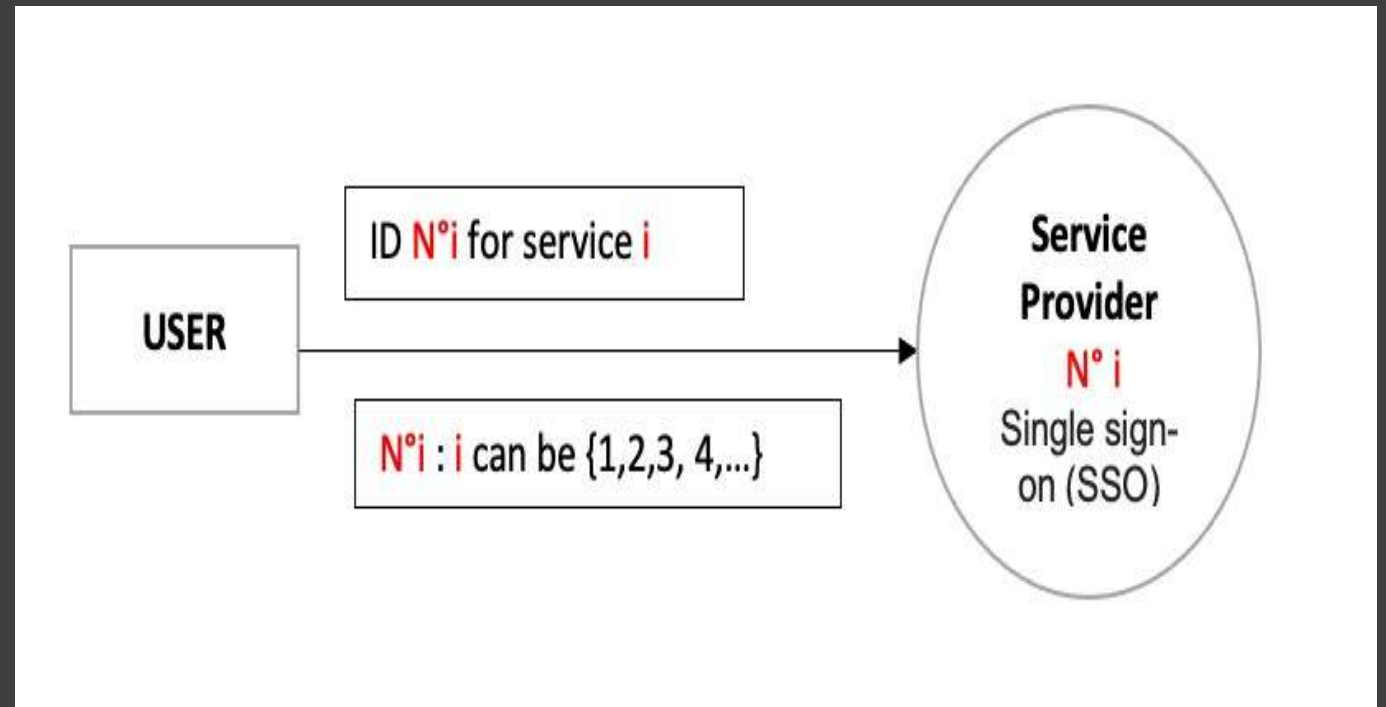 ID N°i for service i
USER
N°i : i can be {1,2,3, 4,...}
Service
Provider
N° i
Single sign-
on (SSO)